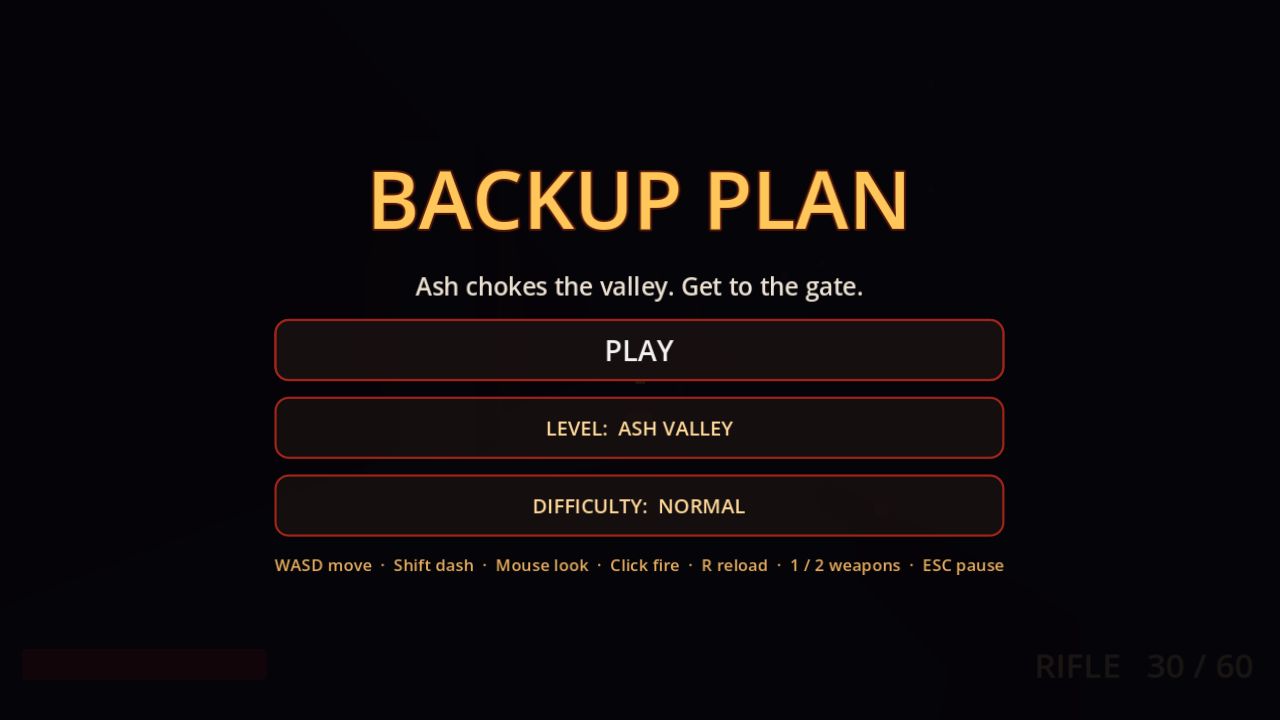 BACKUP PLAN
Ash chokes the valley. Get to the gate.
PLAY
LEVEL: ASH VALLEY
DIFFICULTY: NORMAL
WASD move · Shift dash · Mouse look · Click fire · R reload · 1 / 2 weapons · ESC pause
RIFLE 30 / 60